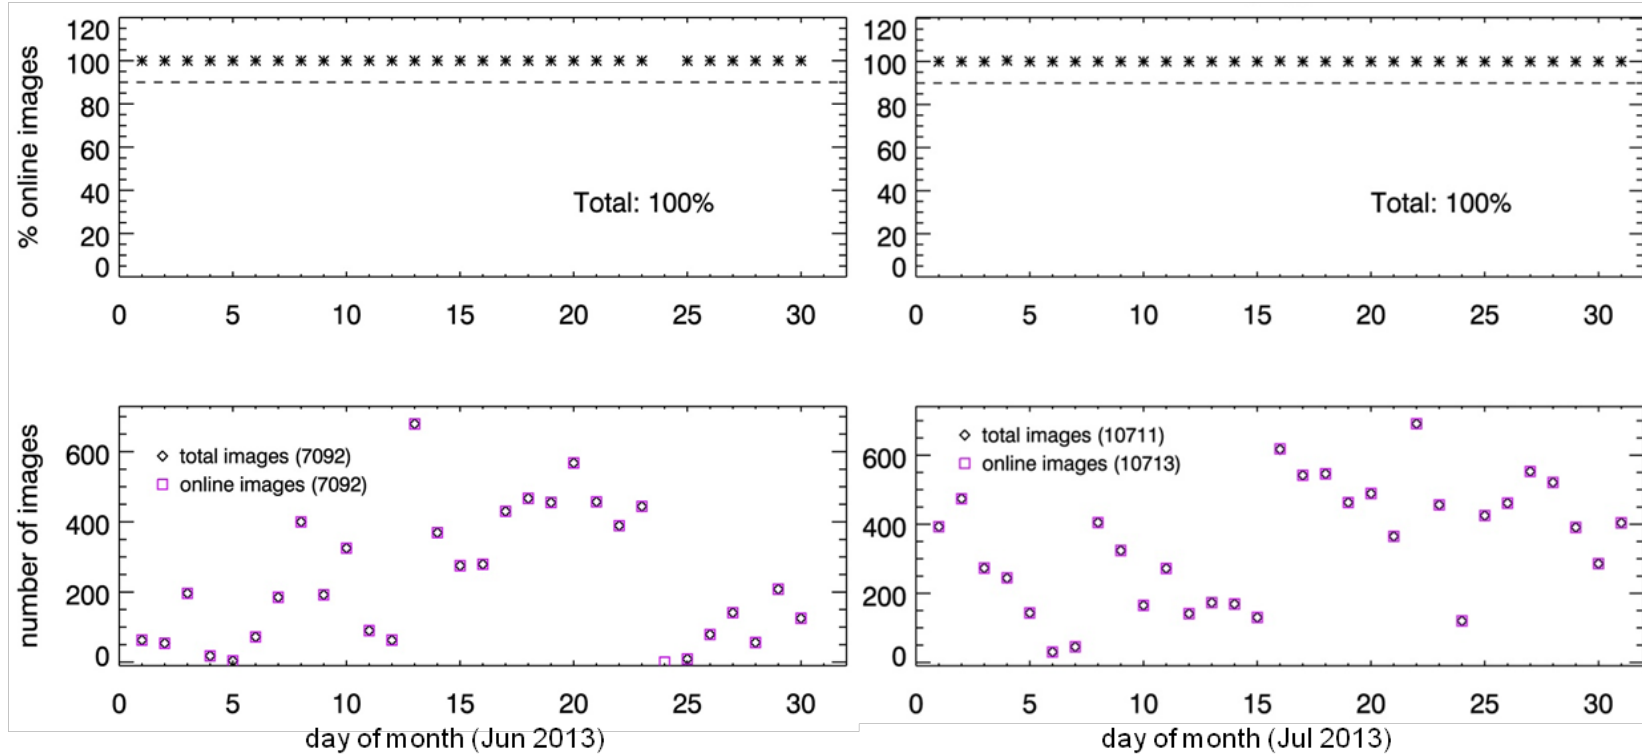 % online images
120
100
80
60
40
20
0
Total: 100%
0 5 10 15 20 25 30
120
100
80
60
40
20
0
Total: 100%
0 5 10 15 20 25 30
number of images
600
400
200
0
total images (7092)
online images (7092)
0 5 10 15 20 25 30
day of month (Jun 2013)
600
400
200
0
total images (10711)
online images (10713)
0 5 10 15 20 25 30
day of month (Jul 2013)